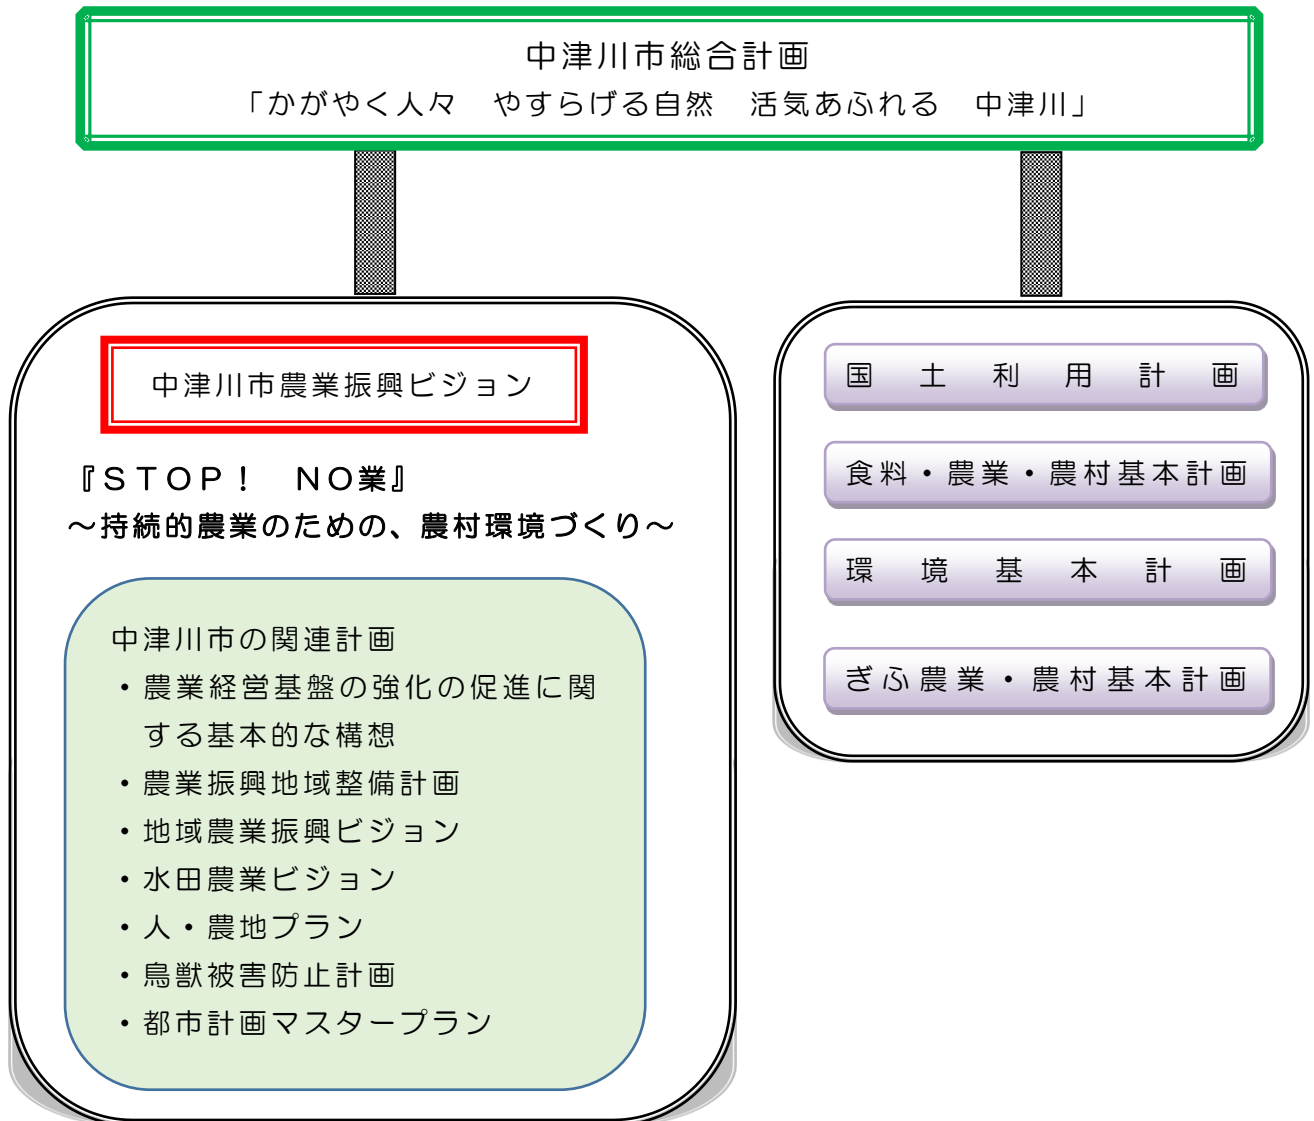 中津川市総合計画
「かがやく人々　やすらげる自然　活気あふれる　中津川」
中津川市農業振興ビジョン
『ＳＴＯＰ！　ＮＯ業』
～持続的農業のための、農村環境づくり～
中津川市の関連計画
・農業経営基盤の強化の促進に関
する基本的な構想
・農業振興地域整備計画
・地域農業振興ビジョン
・水田農業ビジョン
・人・農地プラン
・鳥獣被害防止計画
・都市計画マスタープラン
国土利用計画
食料・農業・農村基本計画
環境基本計画
ぎふ農業・農村基本計画